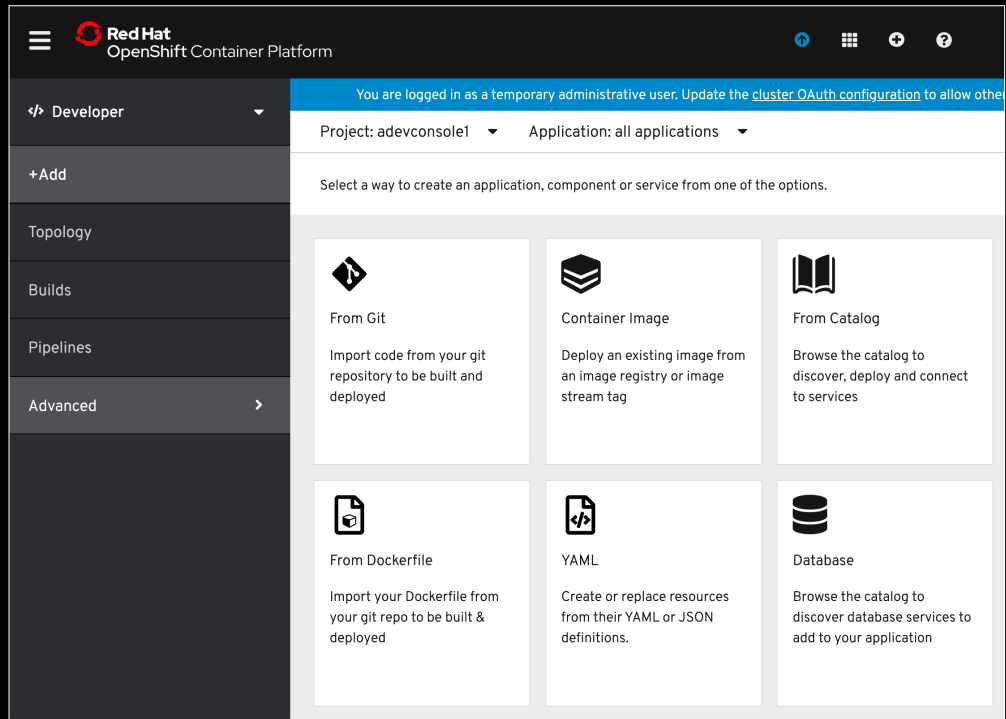 Red Hat
OpenShift Container Platform
</> Developer
You are logged in as a temporary administrative user. Update the cluster OAuth configuration to allow other
Project: adevconsole1
Application: all applications
+Add
Select a way to create an application, component or service from one of the options.
Topology
Builds
Pipelines
Advanced
From Git
Import code from your git
repository to be built and
deployed
Container Image
Deploy an existing image from
an image registry or image
stream tag
From Catalog
Browse the catalog to
discover, deploy and connect
to services
From Dockerfile
Import your Dockerfile from
your git repo to be built &
deployed
YAML
Create or replace resources
from their YAML or JSON
definitions.
Database
Browse the catalog to
discover database services to
add to your application